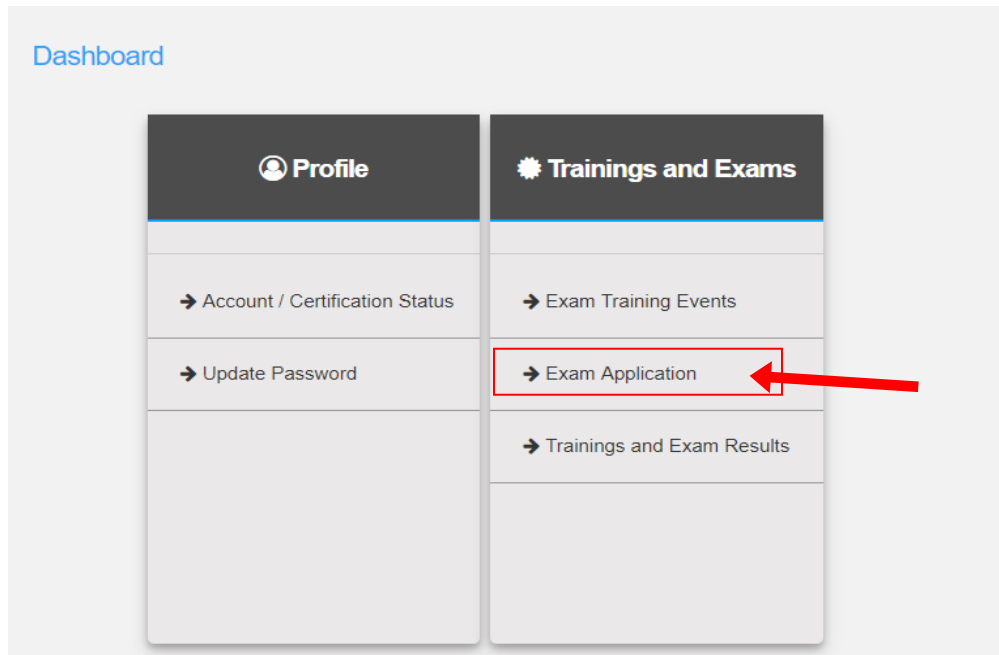 Dashboard
Profile
Account / Certification Status
Update Password
Trainings and Exams
Exam Training Events
Exam Application
Trainings and Exam Results